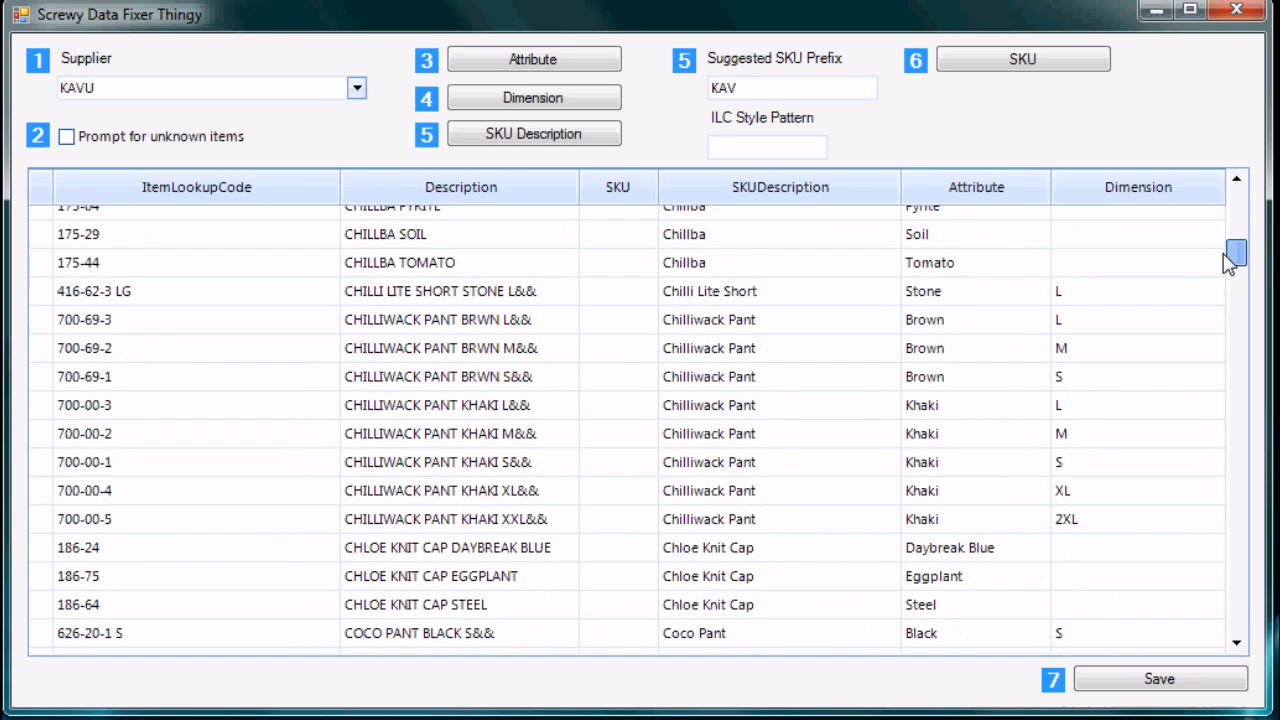 Screwy Data Fixer Thingy
1 Supplier
KAVU
2 Prompt for unknown items
3 Attribute
4 Dimension
5 SKU Description
5 Suggested SKU Prefix
KAV
ILC Style Pattern
6 SKU
ItemLookupCode Description SKU SKUDescription Attribute Dimension
175-04 CHILLBA PYRITE Chillba Pyrite
175-29 CHILLBA SOIL Chillba Soil
175-44 CHILLBA TOMATO Chillba Tomato
416-62-3 LG CHILLI LITE SHORT STONE L&& Chilli Lite Short Stone L
700-69-3 CHILLIWACK PANT BRWN L&& Chilliwack Pant Brown L
700-69-2 CHILLIWACK PANT BRWN M&& Chilliwack Pant Brown M
700-69-1 CHILLIWACK PANT BRWN S&& Chilliwack Pant Brown S
700-00-3 CHILLIWACK PANT KHAKI L&& Chilliwack Pant Khaki L
700-00-2 CHILLIWACK PANT KHAKI M&& Chilliwack Pant Khaki M
700-00-1 CHILLIWACK PANT KHAKI S&& Chilliwack Pant Khaki S
700-00-4 CHILLIWACK PANT KHAKI XL&& Chilliwack Pant Khaki XL
700-00-5 CHILLIWACK PANT KHAKI XXL&& Chilliwack Pant Khaki 2XL
186-24 CHLOE KNIT CAP DAYBREAK BLUE Chloe Knit Cap Daybreak Blue
186-75 CHLOE KNIT CAP EGGPLANT Chloe Knit Cap Eggplant
186-64 CHLOE KNIT CAP STEEL Chloe Knit Cap Steel
626-20-1 S COCO PANT BLACK S&& Coco Pant Black S
7 Save